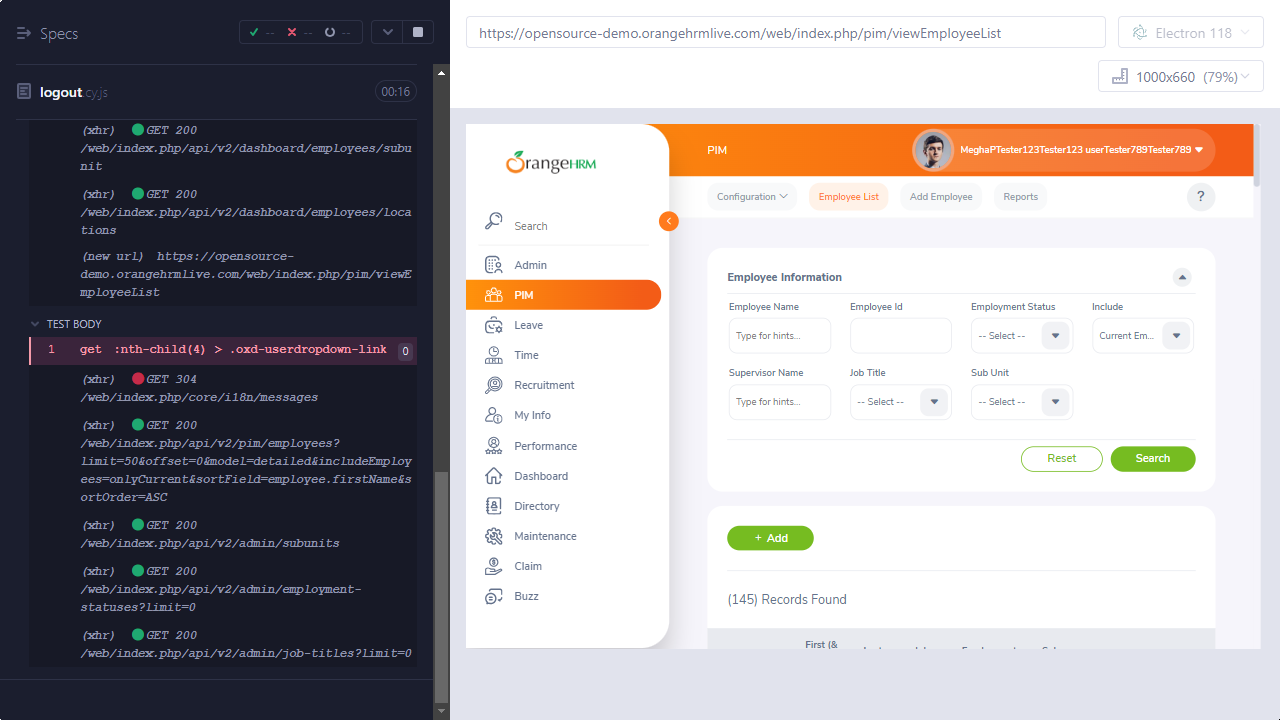 Specs
--
--
--
logout.cy.js
00:16
(xhr) GET 200
/web/index.php/api/v2/dashboard/employees/subu
nit
(xhr) GET 200
/web/index.php/api/v2/dashboard/employees/loca
tions
(new url) https://opensource-
demo.orangehrmlive.com/web/index.php/pim/viewE
mployeeList
TEST BODY
1 get :nth-child(4) > .oxd-userdropdown-link 0
(xhr) GET 304
/web/index.php/core/i18n/messages
(xhr) GET 200
/web/index.php/api/v2/pim/employees?
limit=50&offset=0&model=detailed&includeEmploy
ees=onlyCurrent&sortField=employee.firstName&s
ortOrder=ASC
(xhr) GET 200
/web/index.php/api/v2/admin/subunits
(xhr) GET 200
/web/index.php/api/v2/admin/employment-
statuses?limit=0
(xhr) GET 200
/web/index.php/api/v2/admin/job-titles?limit=0
https://opensource-demo.orangehrmlive.com/web/index.php/pim/viewEmployeeList
Electron 118
1000x660 (79%)
OrangeHRM
Search
Admin
PIM
Leave
Time
Recruitment
My Info
Performance
Dashboard
Directory
Maintenance
Claim
Buzz
PIM
MeghaPTester123Tester123 userTester789Tester789
Configuration
Employee List
Add Employee
Reports
?
Employee Information
Employee Name
Employee Id
Employment Status
Include
Type for hints...
-- Select --
Current Em...
Supervisor Name
Job Title
Sub Unit
Type for hints...
-- Select --
-- Select --
Reset
Search
+ Add
(145) Records Found
First (&